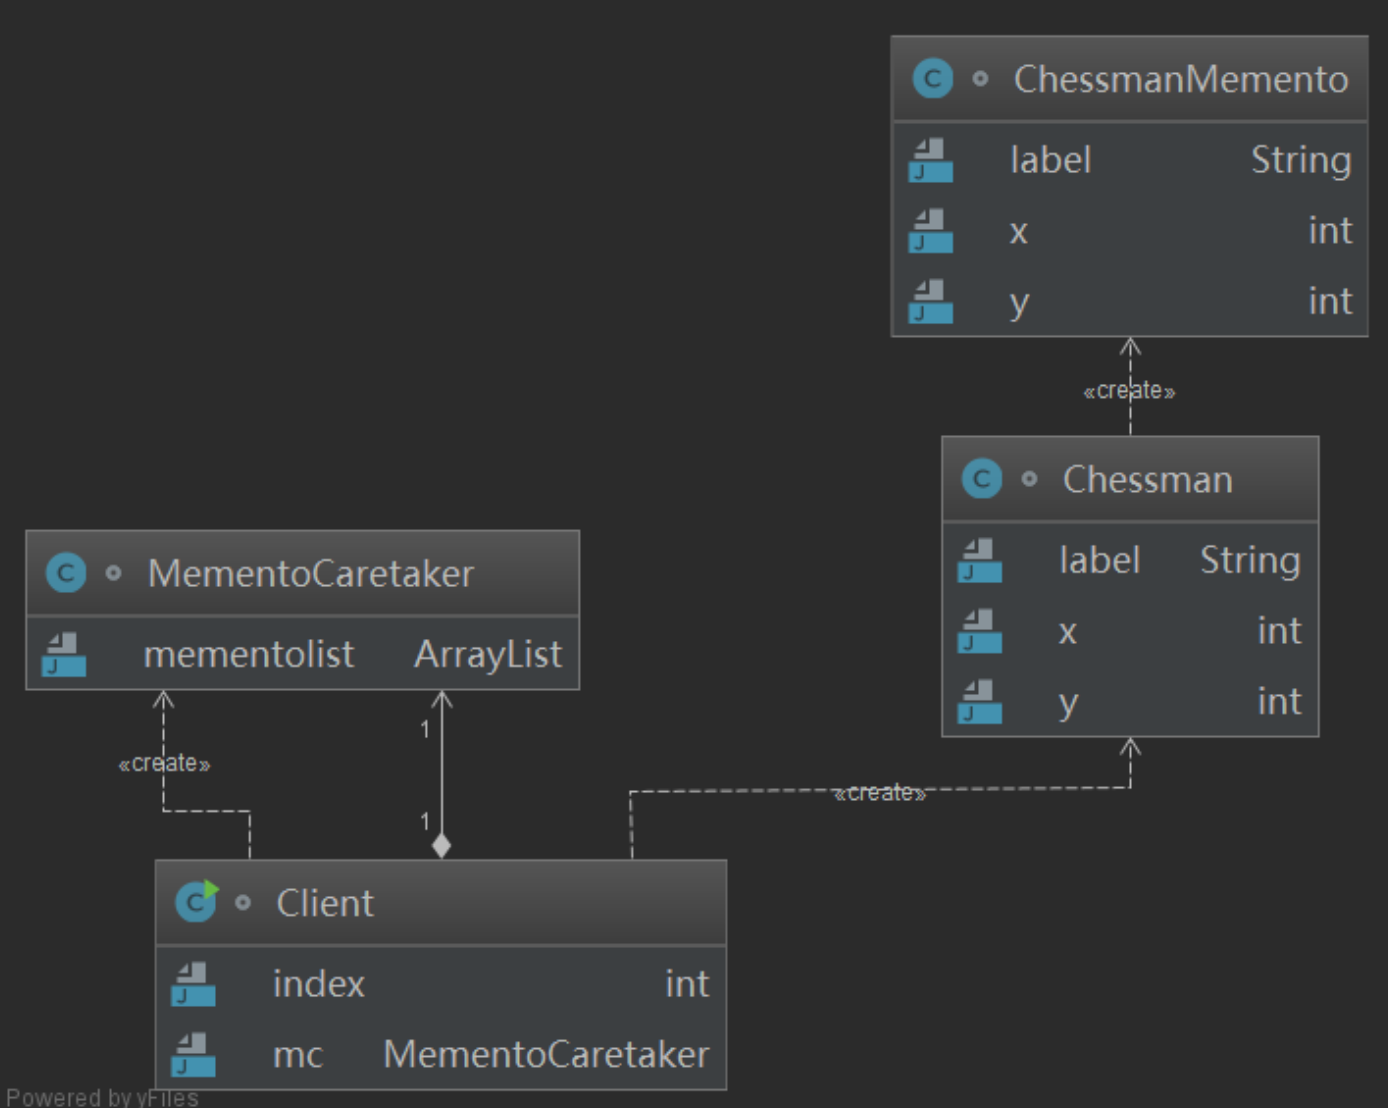 ChessmanMemento
label String
x int
y int
«create»
Chessman
label String
x int
y int
MementoCaretaker
mementolist ArrayList
1
«create»
«create»
1
Client
index int
mc MementoCaretaker
Powered by yFiles